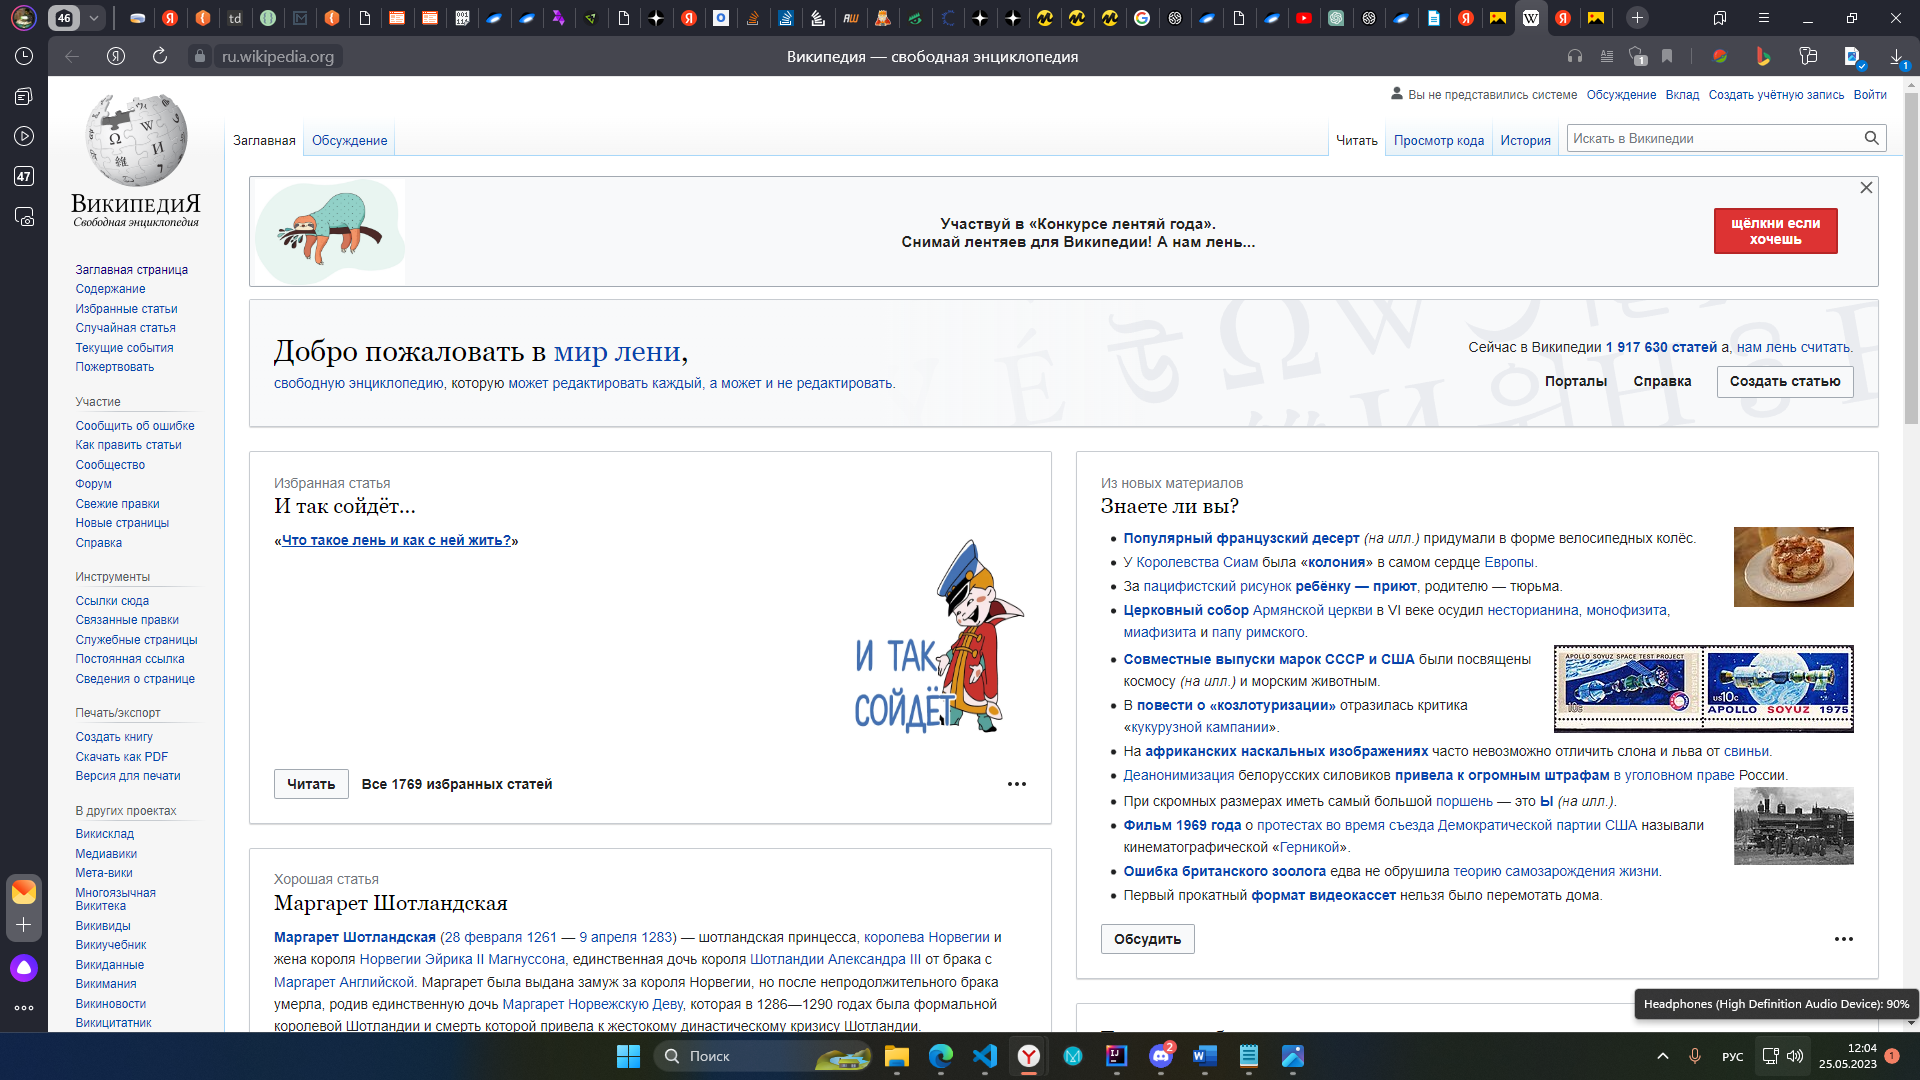 46
ru.wikipedia.org
Википедия — свободная энциклопедия
1
1
47
ВикипедиЯ
Свободная энциклопедия
Вы не представились системе
Обсуждение
Вклад
Создать учётную запись
Войти
Заглавная
Обсуждение
Читать
Просмотр кода
История
Искать в Википедии
Заглавная страница
Содержание
Избранные статьи
Случайная статья
Текущие события
Пожертвовать
Участие
Сообщить об ошибке
Как править статьи
Сообщество
Форум
Свежие правки
Новые страницы
Справка
Инструменты
Ссылки сюда
Связанные правки
Служебные страницы
Постоянная ссылка
Сведения о странице
Печать/экспорт
Создать книгу
Скачать как PDF
Версия для печати
В других проектах
Викисклад
Медиавики
Мета-вики
Многоязычная
Викитека
Викивиды
Викиучебник
Викиданные
Викимания
Викиновости
Викицитатник
Участвуй в «Конкурсе лентяй года».
Снимай лентяев для Википедии! А нам лень...
щёлкни если
хочешь
Добро пожаловать в мир лени,
свободную энциклопедию, которую может редактировать каждый, а может и не редактировать.
Сейчас в Википедии 1 917 630 статей а, нам лень считать.
Порталы
Справка
Создать статью
Избранная статья
И так сойдёт...
«Что такое лень и как с ней жить?»
И ТАК
СОЙДЁТ
Читать
Все 1769 избранных статей
Хорошая статья
Маргарет Шотландская
Маргарет Шотландская (28 февраля 1261 — 9 апреля 1283) — шотландская принцесса, королева Норвегии и
жена короля Норвегии Эйрика II Магнуссона, единственная дочь короля Шотландии Александра III от брака с
Маргарет Английской. Маргарет была выдана замуж за короля Норвегии, но после непродолжительного брака
умерла, родив единственную дочь Маргарет Норвежскую Деву, которая в 1286—1290 годах была формальной
королевой Шотландии и смерть которой привела к жестокому династическому кризису Шотландии.
Из новых материалов
Знаете ли вы?
Популярный французский десерт (на илл.) придумали в форме велосипедных колёс.
У Королевства Сиам была «колония» в самом сердце Европы.
За пацифистский рисунок ребёнку — приют, родителю — тюрьма.
Церковный собор Армянской церкви в VI веке осудил несторианина, монофизита,
миафизита и папу римского.
Совместные выпуски марок СССР и США были посвящены
космосу (на илл.) и морским животным.
APOLLO SOYUZ SPACE TEST PROJECT
10c
US10c
APOLLO SOYUZ 1975
В повести о «козлотуризации» отразилась критика
«кукурузной кампании».
На африканских наскальных изображениях часто невозможно отличить слона и льва от свиньи.
Деанонимизация белорусских силовиков привела к огромным штрафам в уголовном праве России.
При скромных размерах иметь самый большой поршень — это Ы (на илл.).
Фильм 1969 года о протестах во время съезда Демократической партии США называли
кинематографической «Герникой».
Ошибка британского зоолога едва не обрушила теорию самозарождения жизни.
Первый прокатный формат видеокассет нельзя было перемотать дома.
Обсудить
Headphones (High Definition Audio Device): 90%
Поиск
2
РУС
12:04
25.05.2023
1